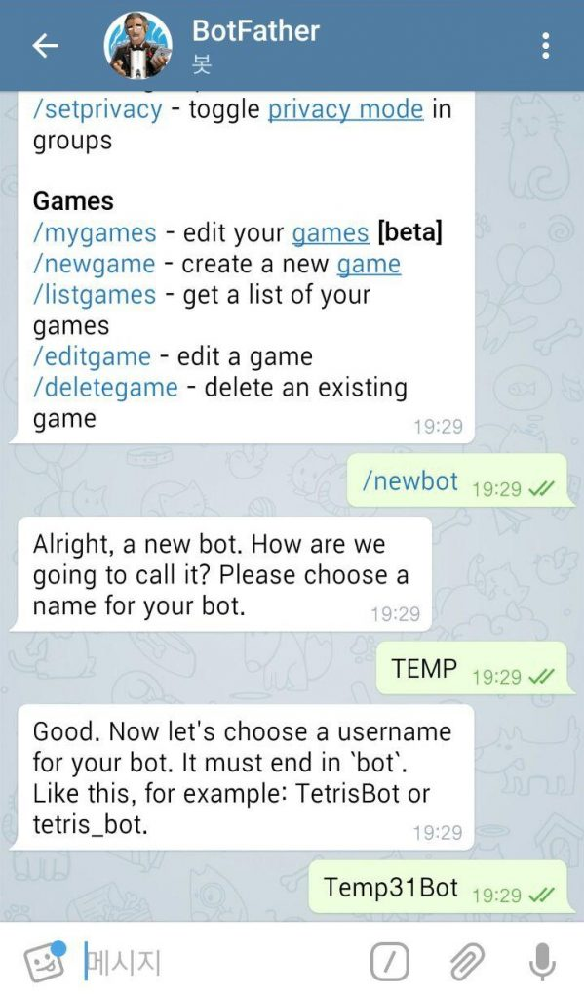 BotFather
봇
/setprivacy - toggle privacy mode in
groups
Games
/mygames - edit your games [beta]
/newgame - create a new game
/listgames - get a list of your
games
/editgame - edit a game
/deletegame - delete an existing
game
19:29
/newbot 19:29
Alright, a new bot. How are we
going to call it? Please choose a
name for your bot.
19:29
TEMP 19:29
Good. Now let's choose a username
for your bot. It must end in `bot`.
Like this, for example: TetrisBot or
tetris_bot.
19:29
Temp31Bot 19:29
메시지